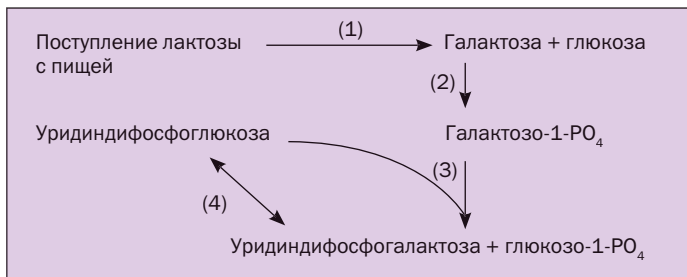 Поступление лактозы
с пищей
(1)
Галактоза + глюкоза
(2)
Уридиндифосфоглюкоза
Галактозо-1-PO₄
(3)
(4)
Уридиндифосфогалактоза + глюкозо-1-PO₄